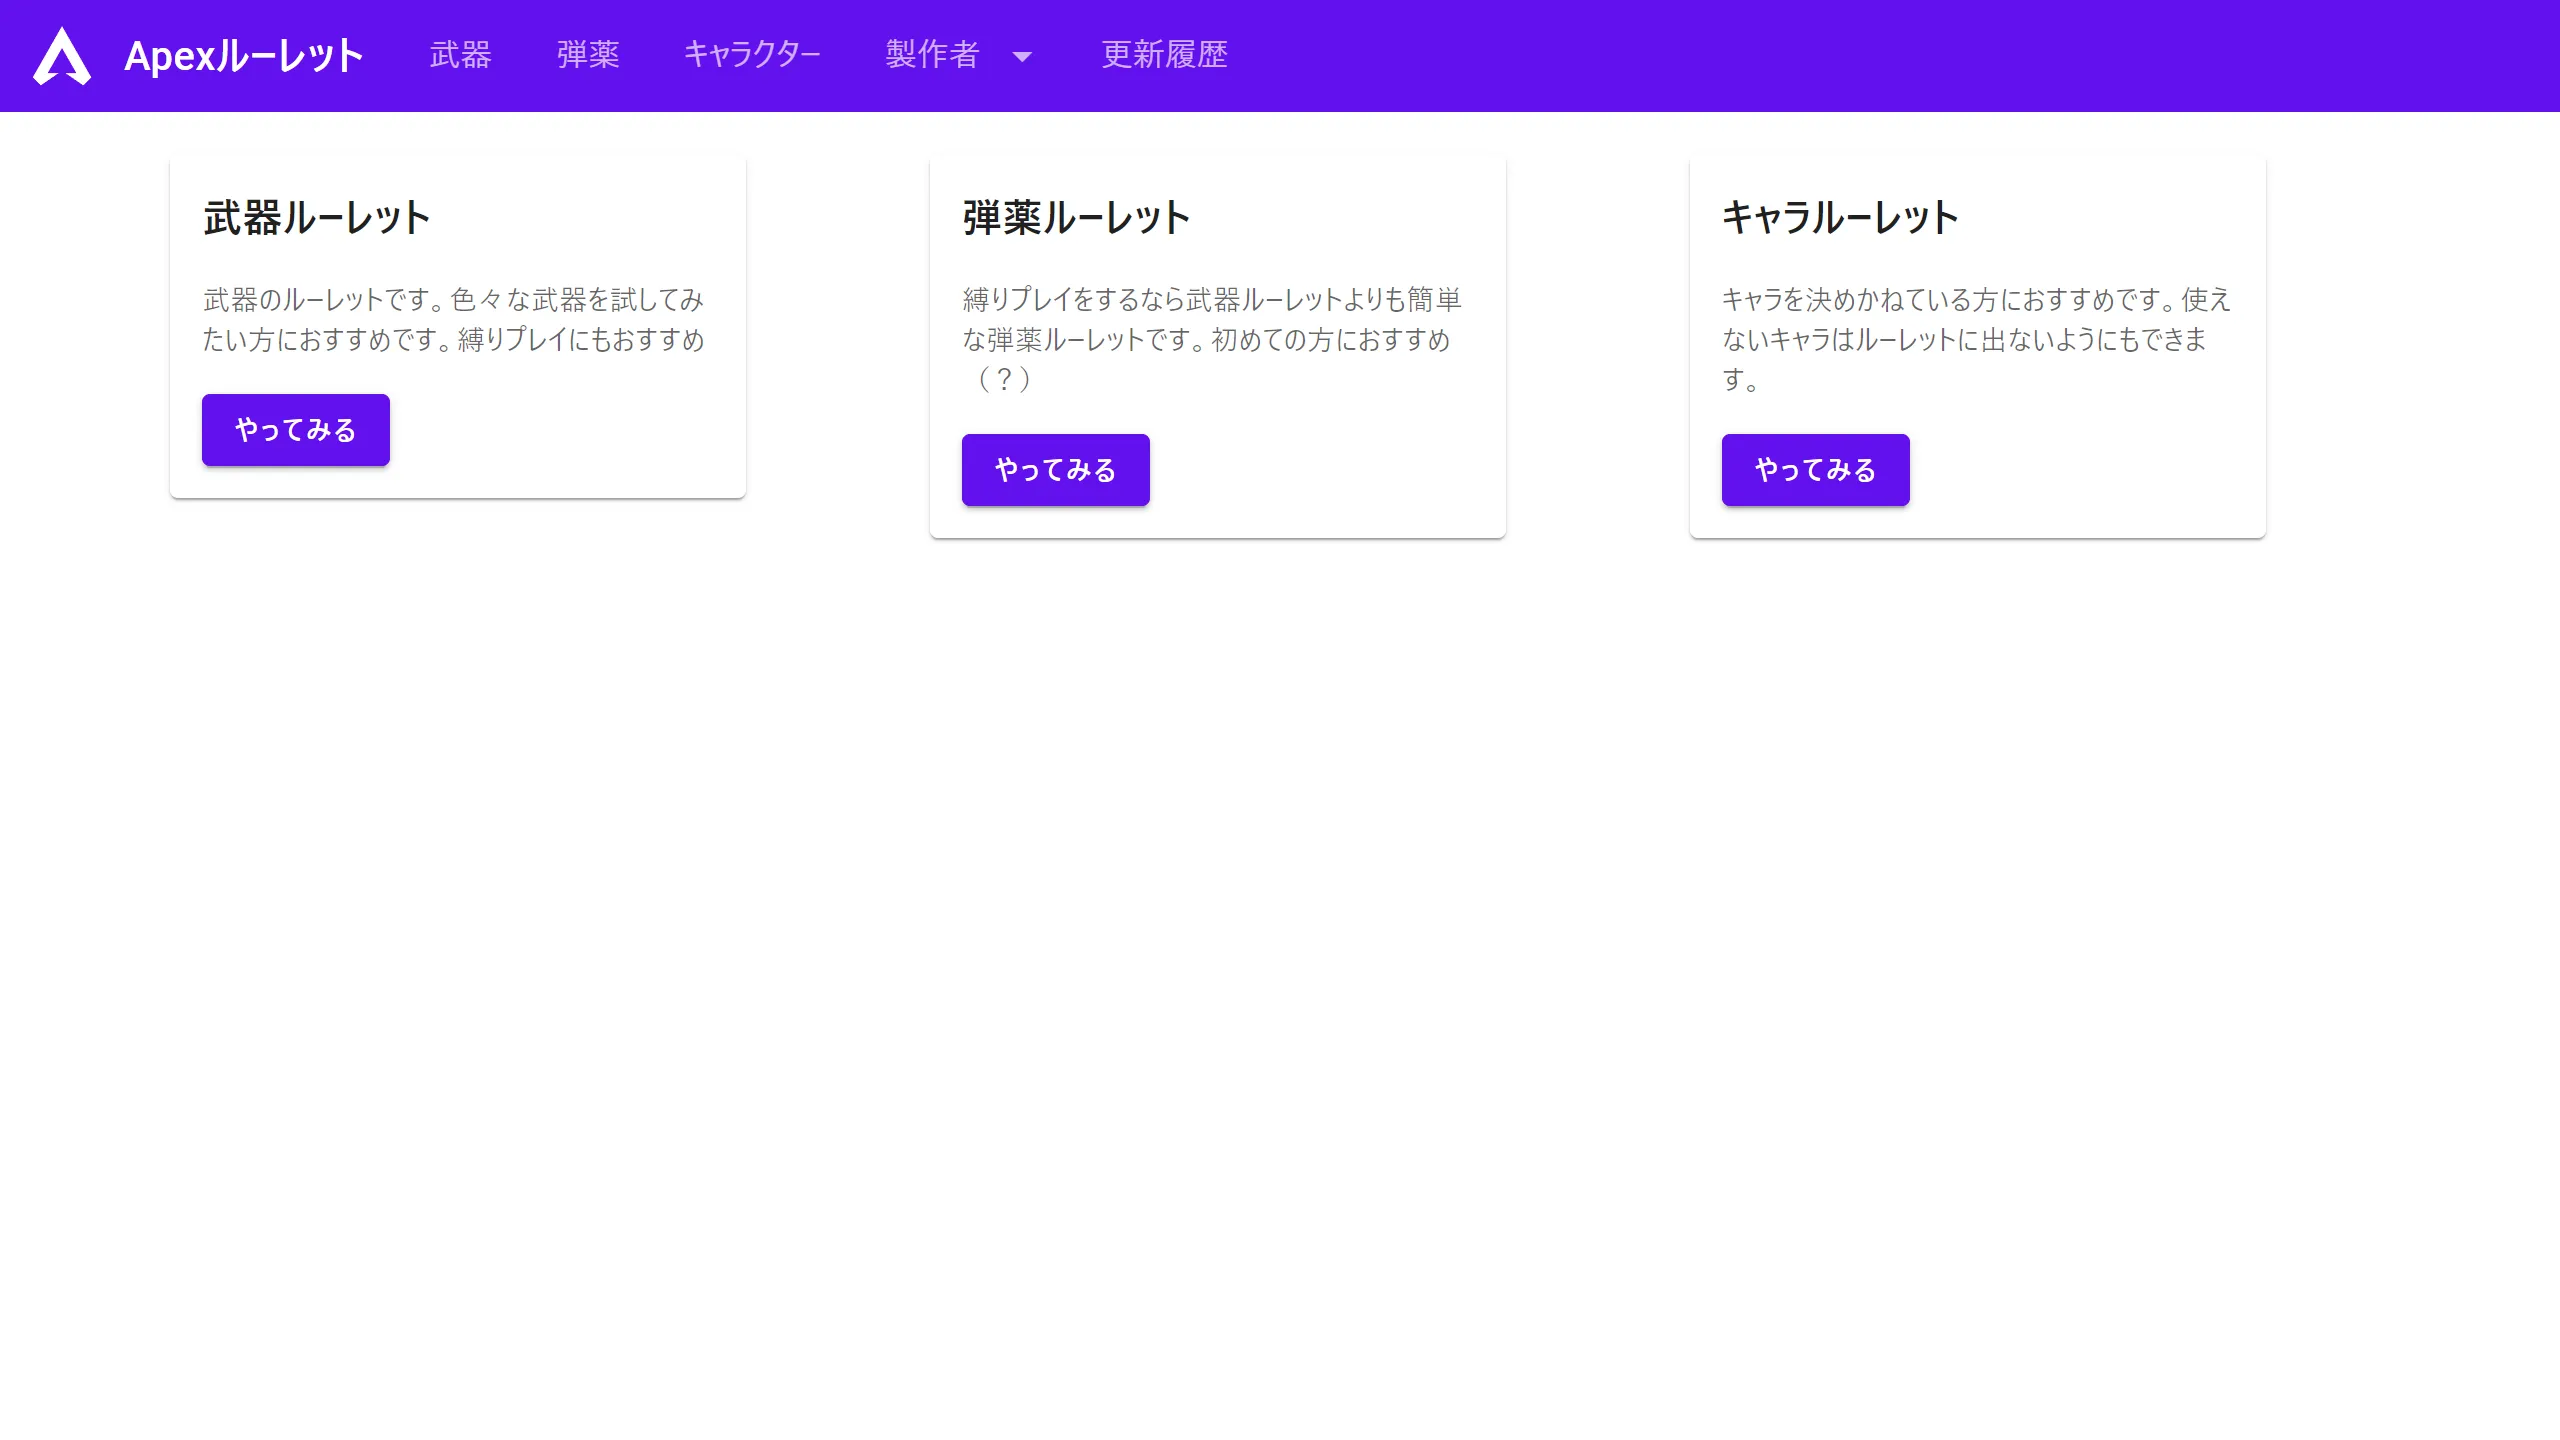 Apexルーレット 武器 弾薬 キャラクター 製作者 更新履歴
武器ルーレット
武器のルーレットです。色々な武器を試してみ
たい方におすすめです。縛りプレイにもおすすめ
やってみる
弾薬ルーレット
縛りプレイをするなら武器ルーレットよりも簡単
な弾薬ルーレットです。初めての方におすすめ
（？）
やってみる
キャラルーレット
キャラを決めかねている方におすすめです。使え
ないキャラはルーレットに出ないようにもできま
す。
やってみる